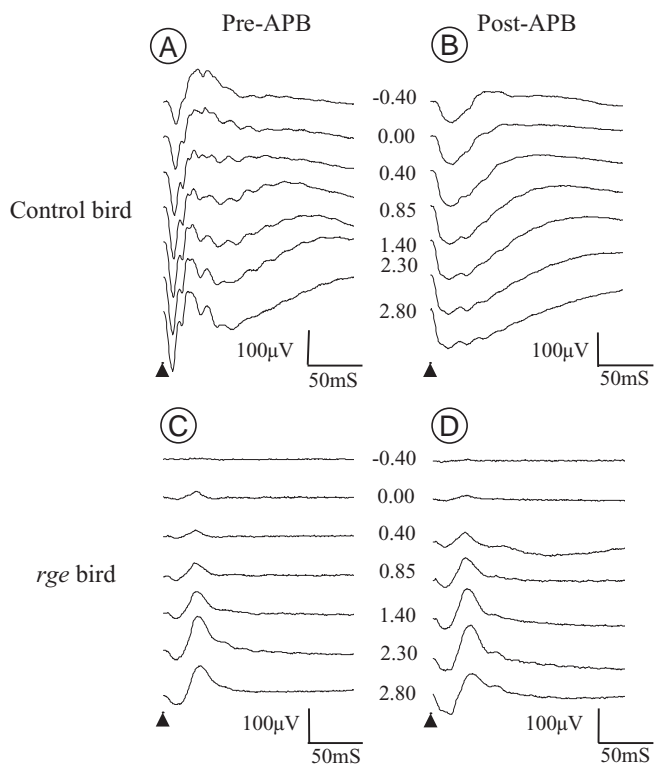 Pre-APB
Post-APB
A
B
-0.40
0.00
0.40
0.85
1.40
2.30
2.80
Control bird
100µV
50mS
100µV
50mS
C
D
-0.40
0.00
0.40
0.85
1.40
2.30
2.80
rge bird
100µV
50mS
100µV
50mS